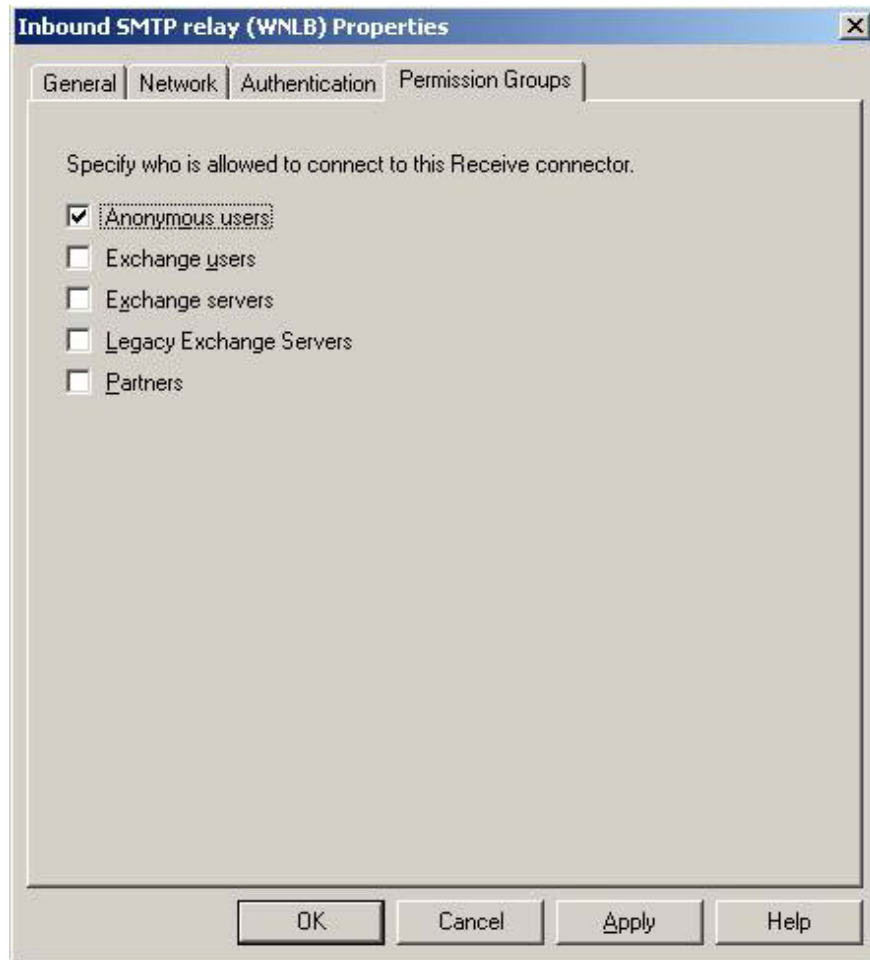 Inbound SMTP relay (WNLB) Properties
General Network Authentication Permission Groups
Specify who is allowed to connect to this Receive connector.
Anonymous users
Exchange users
Exchange servers
Legacy Exchange Servers
Partners
OK Cancel Apply Help